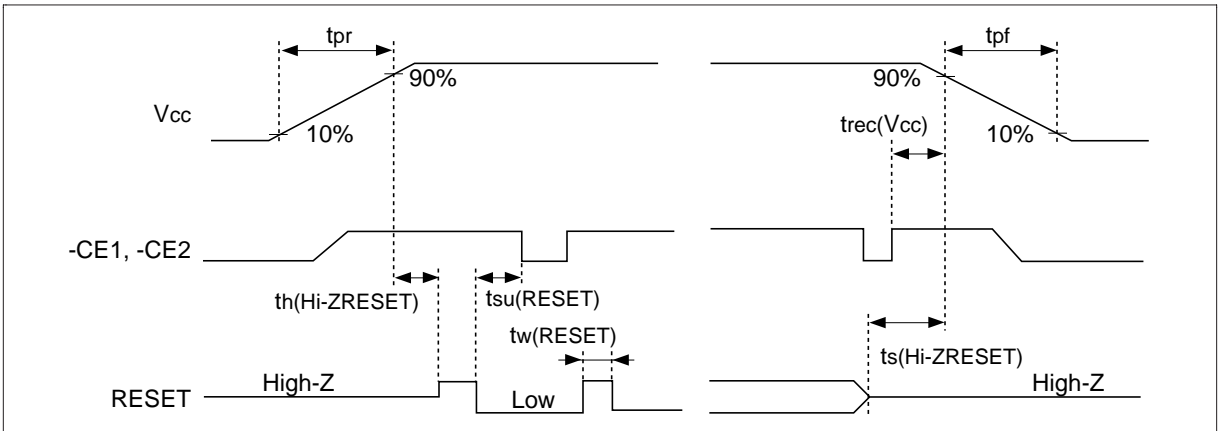 tpr
tpf
90%
90%
Vcc
trec(Vcc)
10%
10%
-CE1, -CE2
th(Hi-ZRESET)
tsu(RESET)
tw(RESET)
ts(Hi-ZRESET)
High-Z
High-Z
RESET
Low